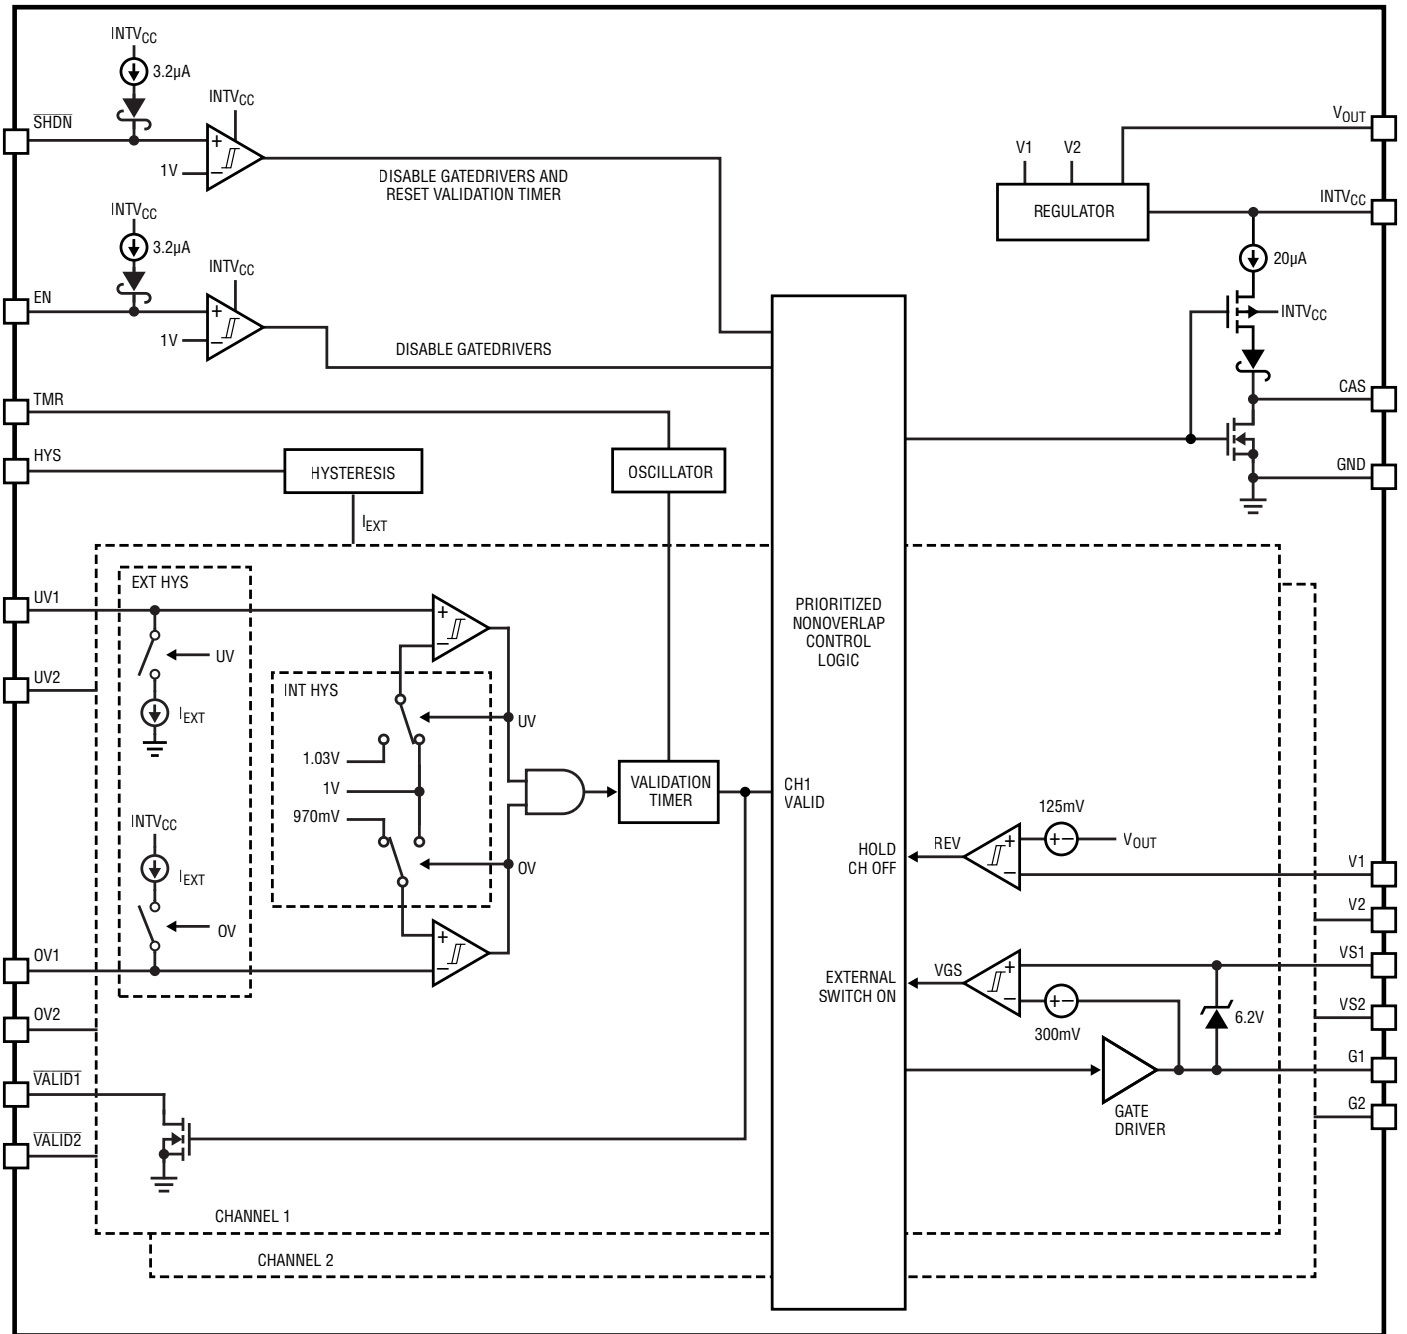 INTVCC
3.2µA
SHDN
INTVCC
1V
DISABLE GATEDRIVERS AND
RESET VALIDATION TIMER
INTVCC
3.2µA
EN
INTVCC
1V
DISABLE GATEDRIVERS
TMR
HYS
HYSTERESIS
OSCILLATOR
IEXT
V1
V2
VOUT
REGULATOR
INTVCC
20µA
INTVCC
CAS
GND
UV1
UV2
EXT HYS
UV
IEXT
INTVCC
IEXT
OV
INT HYS
1.03V
1V
970mV
UV
OV
VALIDATION
TIMER
CH1
VALID
PRIORITIZED
NONOVERLAP
CONTROL
LOGIC
HOLD
CH OFF
REV
125mV
VOUT
V1
V2
EXTERNAL
SWITCH ON
VGS
300mV
6.2V
VS1
VS2
GATE
DRIVER
G1
G2
OV1
OV2
VALID1
VALID2
CHANNEL 1
CHANNEL 2
+
−
+
−
+
−
+
−
+
−
+−
+
−
+−